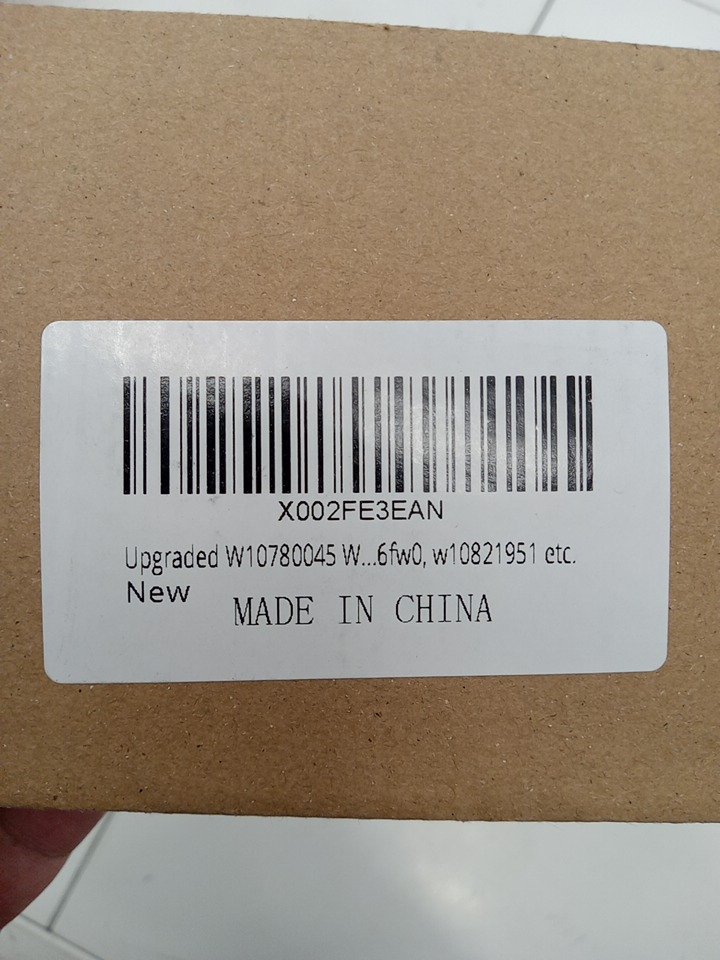 X002FE3EAN
Upgraded W10780045 W...6fw0, w10821951 etc.
New
MADE IN CHINA